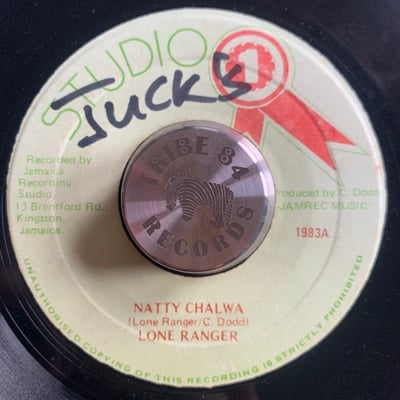 STUDIO
1
JUCK'S
TRIBE 84
RECORDS
Recorded by
Jamaica
Recording
Studio,
13 Brentford Rd.,
Kingston,
Jamaica.
Produced by C. Dodd
"JAMREC MUSIC"
1983A
NATTY CHALWA
(Lone Ranger/C. Dodd)
LONE RANGER
UNAUTHORISED COPYING OF THIS RECORDING IS STRICTLY PROHIBITED